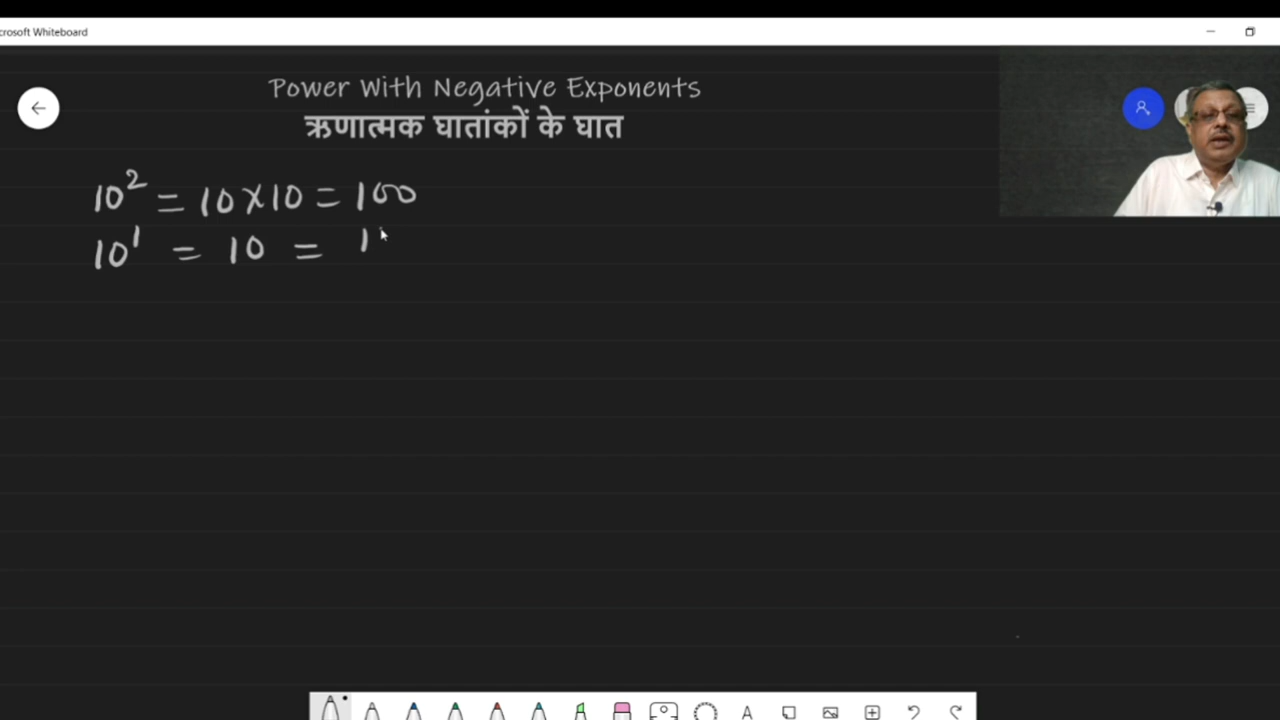 crosoft Whiteboard
Power With Negative Exponents
ऋणात्मक घातांकों के घात
10² = 10 × 10 = 100
10¹ = 10 = 1